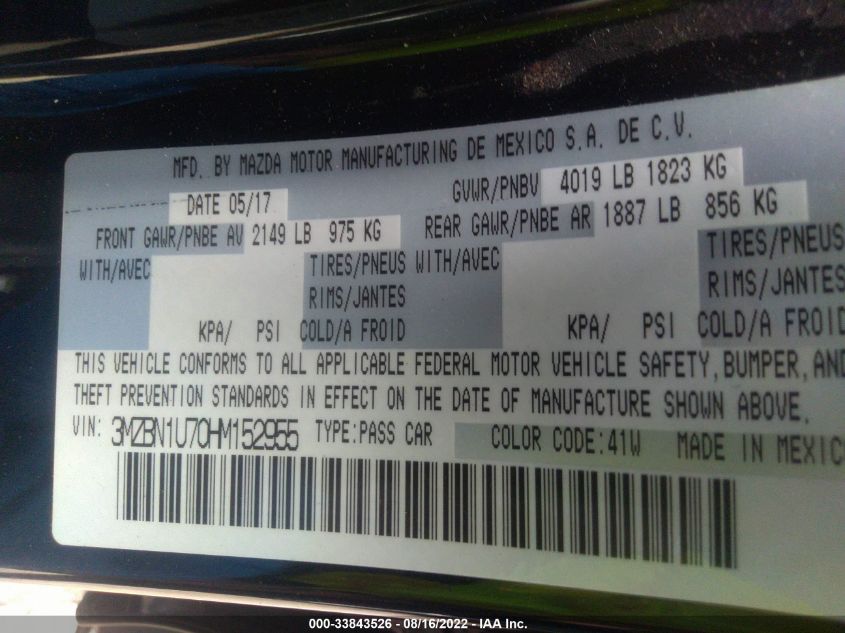 MFD. BY MAZDA MOTOR MANUFACTURING DE MEXICO S.A. DE C.V.
DATE 05/17 GVWR/PNBV 4019 LB 1823 KG
FRONT GAWR/PNBE AV 2149 LB 975 KG REAR GAWR/PNBE AR 1887 LB 856 KG
WITH/AVEC TIRES/PNEUS WITH/AVEC TIRES/PNEUS
RIMS/JANTES RIMS/JANTES
KPA/ PSI COLD/A FROID KPA/ PSI COLD/A FROID
THIS VEHICLE CONFORMS TO ALL APPLICABLE FEDERAL MOTOR VEHICLE SAFETY, BUMPER, AND
THEFT PREVENTION STANDARDS IN EFFECT ON THE DATE OF MANUFACTURE SHOWN ABOVE.
VIN: 3MZBN1U70HM152955 TYPE:PASS CAR COLOR CODE:41W MADE IN MEXICO
000-33843526 - 08/16/2022 - IAA Inc.